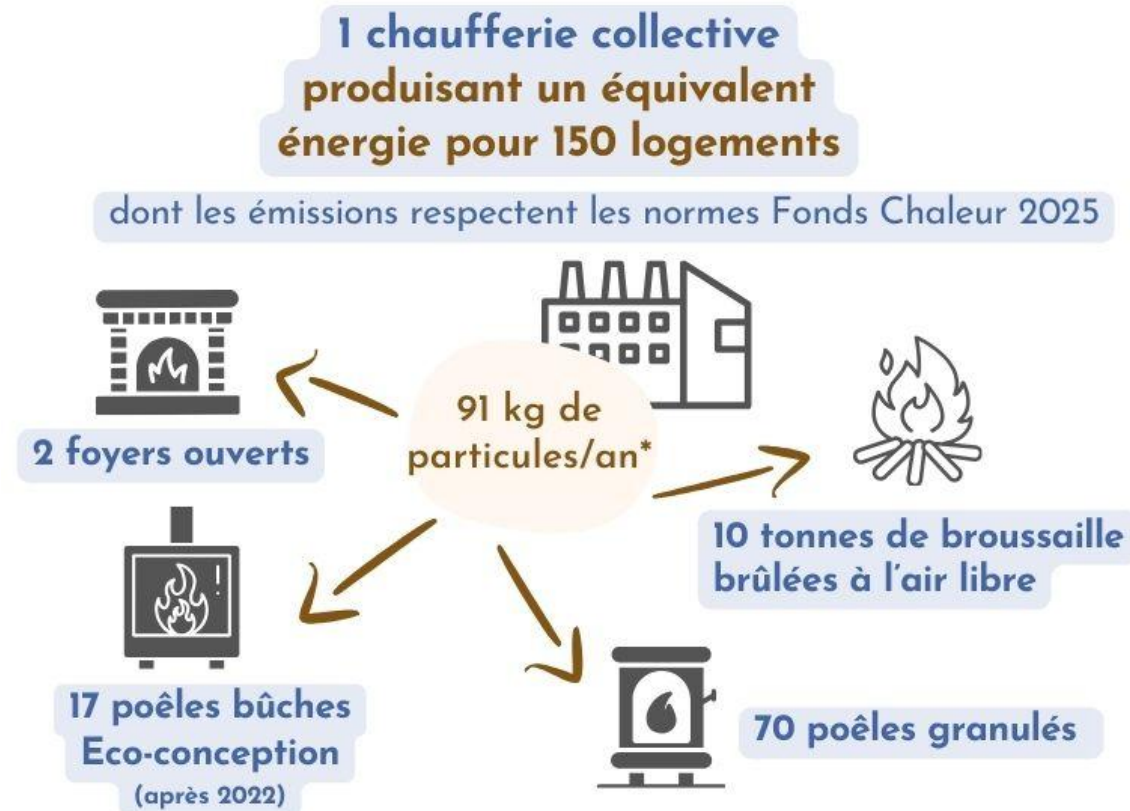 1 chaufferie collective
produisant un équivalent
énergie pour 150 logements
dont les émissions respectent les normes Fonds Chaleur 2025
91 kg de
particules/an*
2 foyers ouverts
10 tonnes de broussaille
brûlées à l'air libre
17 poêles bûches
Eco-conception
(après 2022)
70 poêles granulés